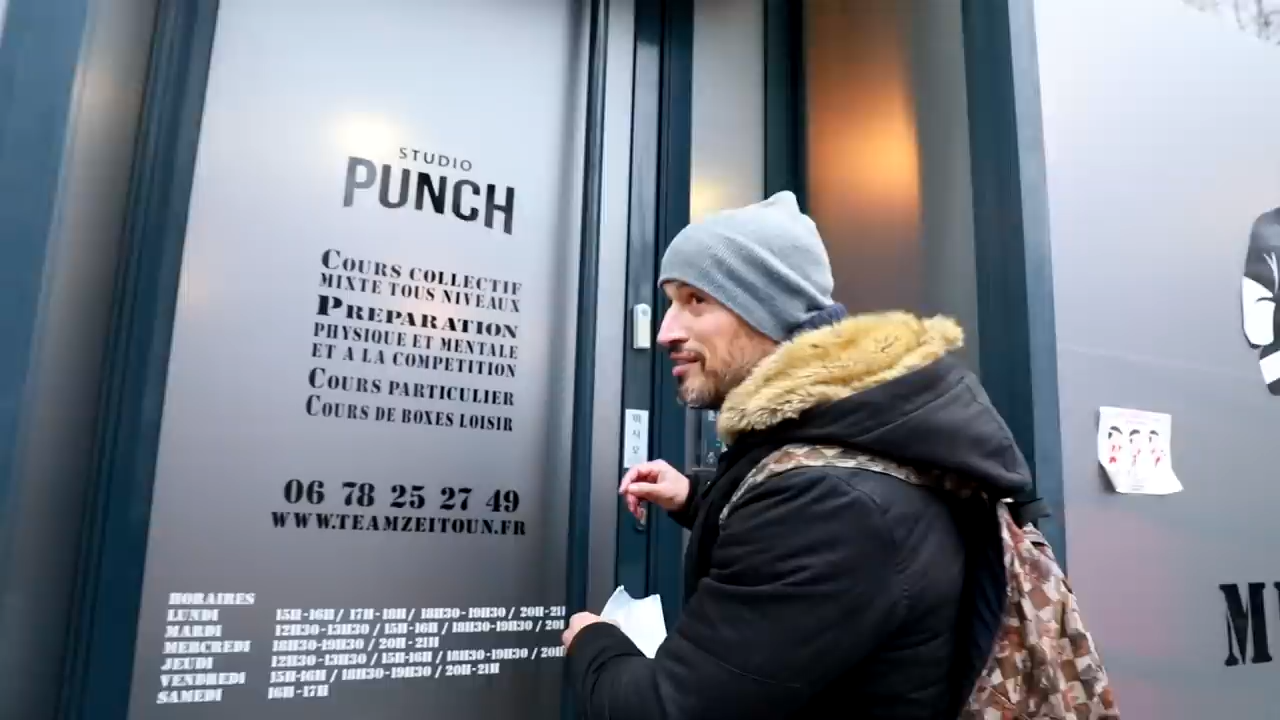 STUDIO
PUNCH
COURS COLLECTIF
MIXTE TOUS NIVEAUX
PREPARATION
PHYSIQUE ET MENTALE
ET A LA COMPETITION
COURS PARTICULIER
COURS DE BOXES LOISIR
06 78 25 27 49
WWW.TEAMZEITOUN.FR
HORAIRES
LUNDI 15H-16H / 17H-18H / 18H30-19H30 / 20H-21H
MARDI 12H30-13H30 / 15H-16H / 18H30-19H30 /
MERCREDI 18H30-19H30 / 20H-21H
JEUDI 12H30-13H30 / 15H-16H / 18H30-19H30 /
VENDREDI 15H-16H / 18H30-19H30 / 20H-21H
SAMEDI 16H-17H